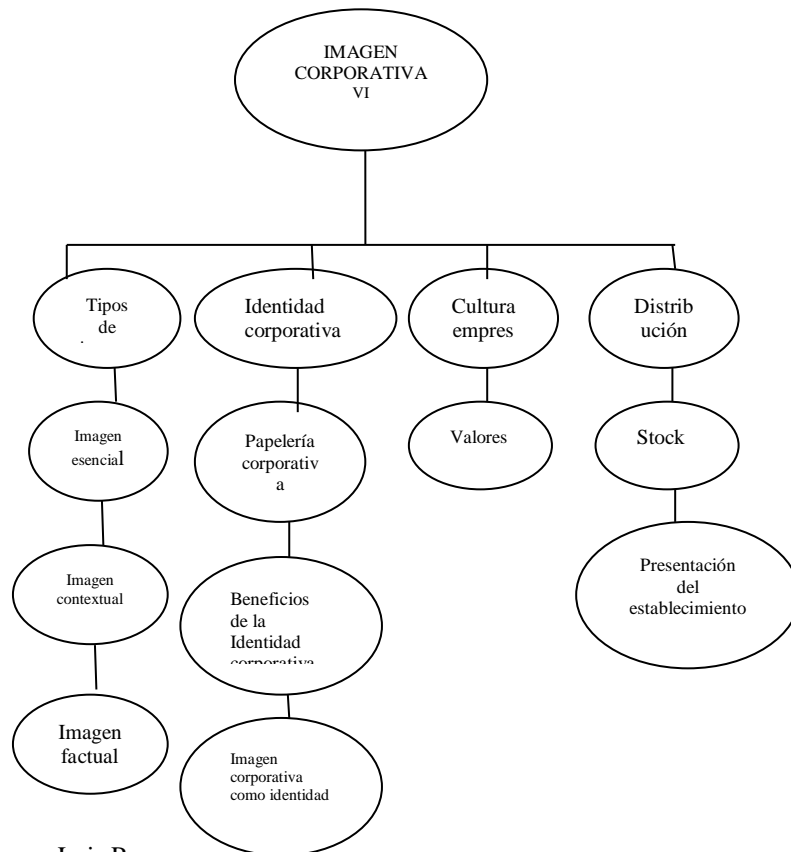 IMAGEN
CORPORATIVA
VI
Tipos
de
Identidad
corporativa
Cultura
empres
Distrib
ución
Imagen
esencial
Papelería
corporativ
a
Valores
Stock
Imagen
contextual
Beneficios
de la
Identidad
corporativa
Presentación
del
establecimiento
Imagen
factual
Imagen
corporativa
como identidad